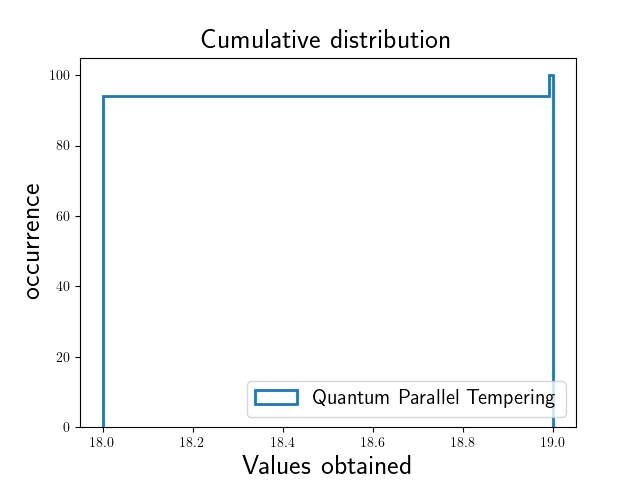 Cumulative distribution
occurrence
100
80
60
40
20
0
Quantum Parallel Tempering
18.0 18.2 18.4 18.6 18.8 19.0
Values obtained